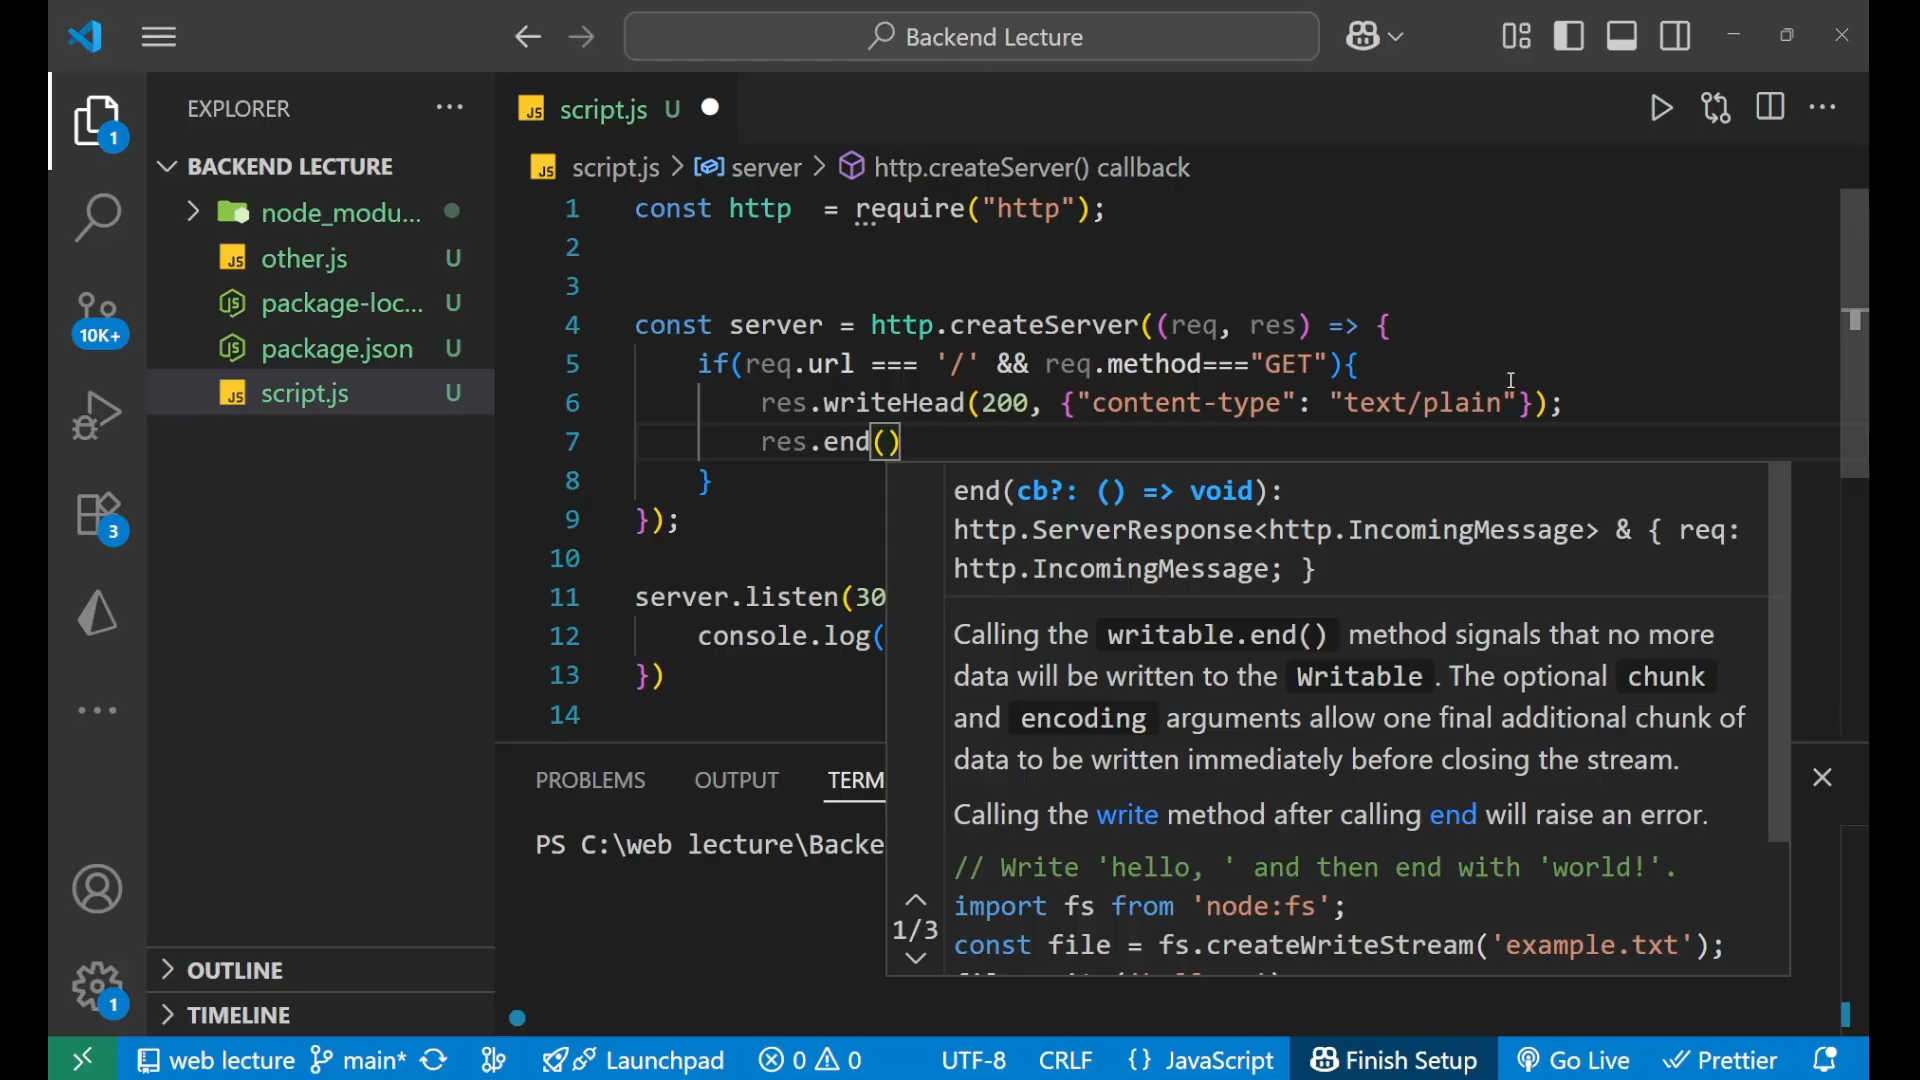 Backend Lecture
EXPLORER
BACKEND LECTURE
node_modu...
other.js U
package-loc... U
package.json U
script.js U
OUTLINE
TIMELINE
1
10K+
3
1
script.js U
script.js > server > http.createServer() callback
1 const http = require("http");
2
3
4 const server = http.createServer((req, res) => {
5 if(req.url === '/' && req.method==="GET"){
6 res.writeHead(200, {"content-type": "text/plain"});
7 res.end()
8 }
9 });
10
11 server.listen(30
12 console.log(
13 })
14
end(cb?: () => void):
http.ServerResponse<http.IncomingMessage> & { req:
http.IncomingMessage; }
Calling the writable.end() method signals that no more
data will be written to the Writable. The optional chunk
and encoding arguments allow one final additional chunk of
data to be written immediately before closing the stream.
Calling the write method after calling end will raise an error.
// Write 'hello, ' and then end with 'world!'.
import fs from 'node:fs';
const file = fs.createWriteStream('example.txt');
1/3
PROBLEMS OUTPUT TERM
PS C:\web lecture\Backe
web lecture main* Launchpad 0 0 UTF-8 CRLF {} JavaScript Finish Setup Go Live Prettier